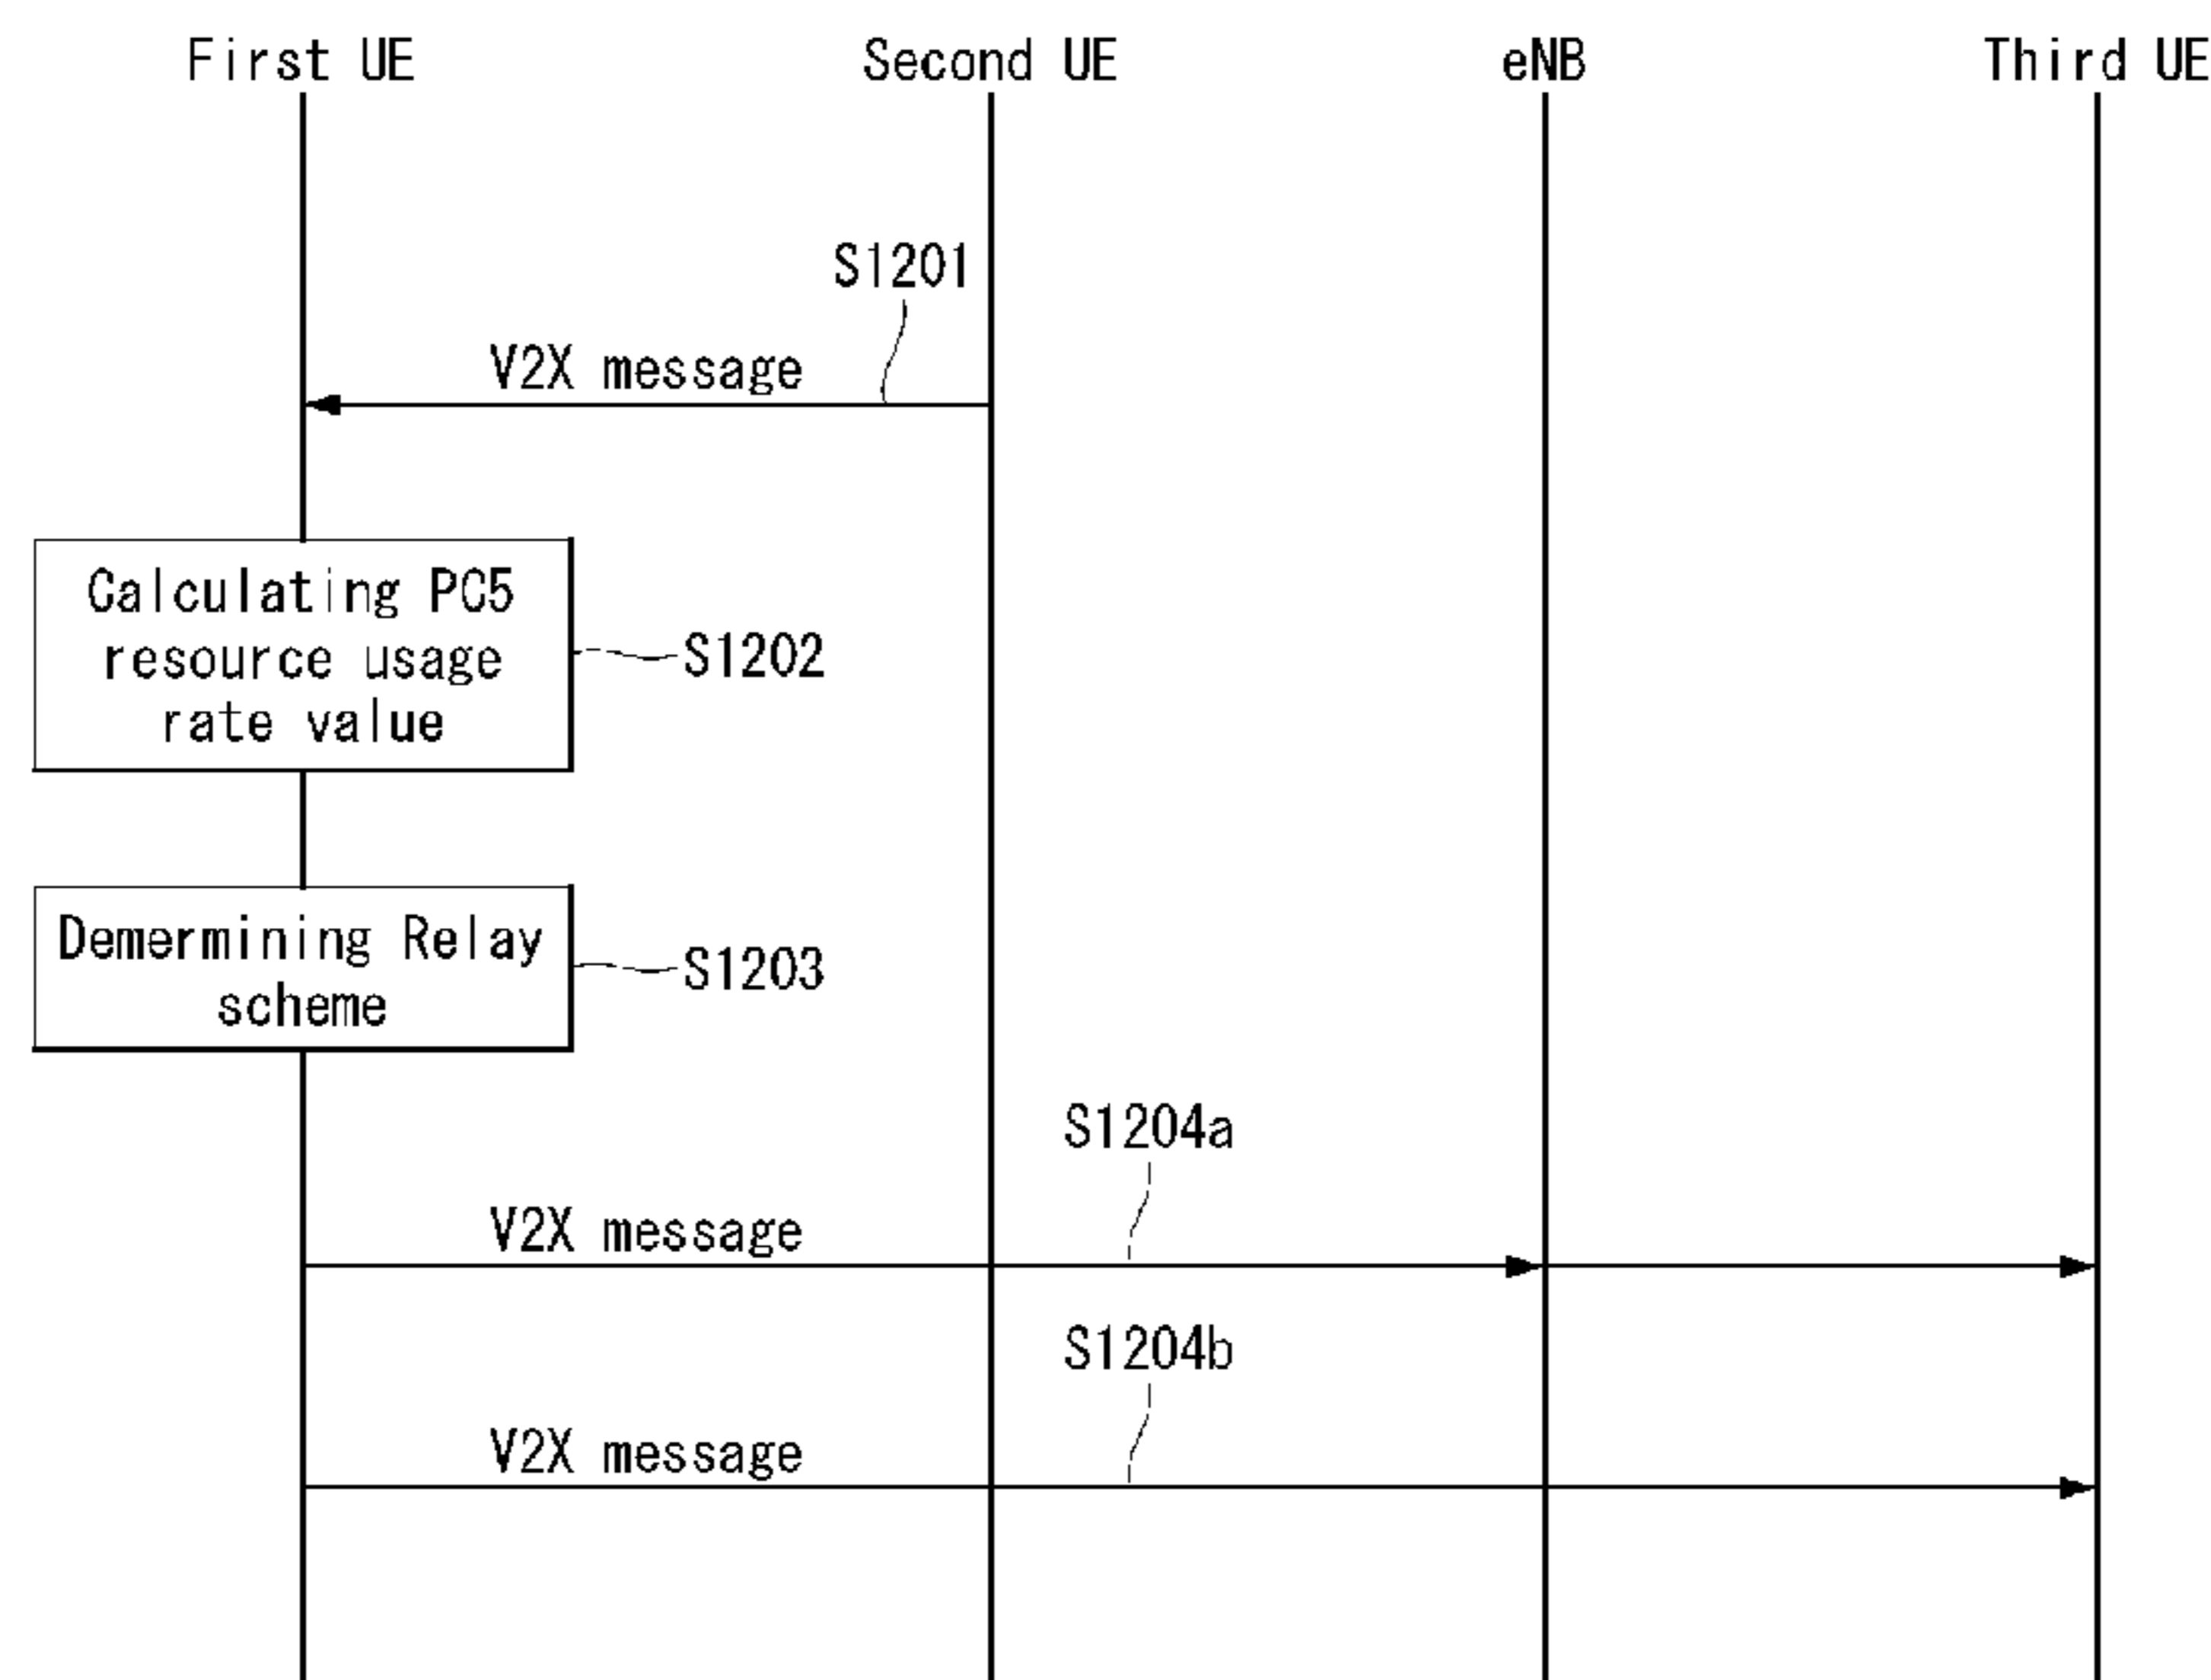 First UE
Second UE
eNB
Third UE
S1201
V2X message
Calculating PC5
resource usage
rate value
S1202
Demermining Relay
scheme
S1203
S1204a
V2X message
S1204b
V2X message